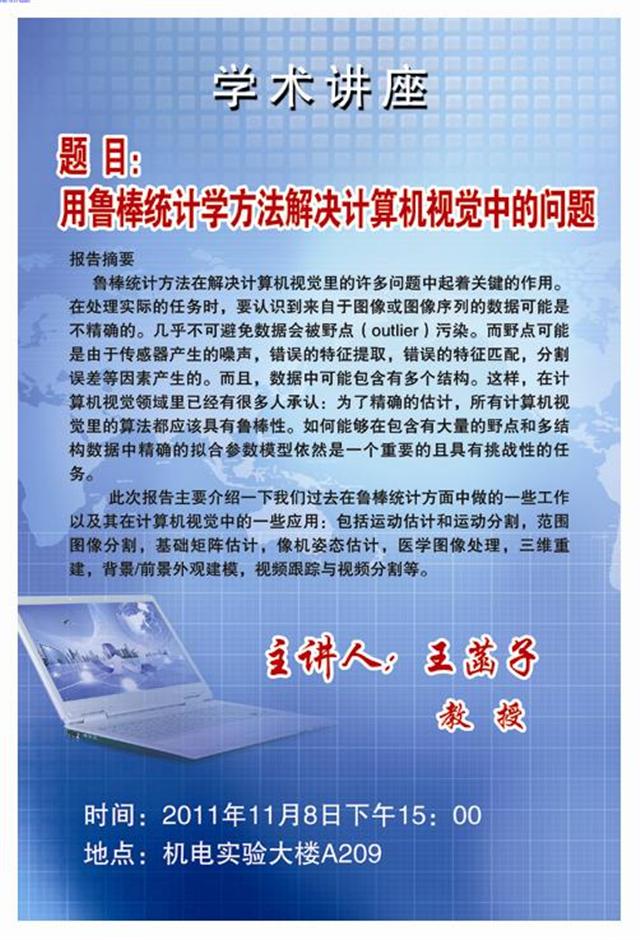 学术讲座
题 目：
用鲁棒统计学方法解决计算机视觉中的问题
报告摘要
鲁棒统计方法在解决计算机视觉里的许多问题中起着关键的作用。
在处理实际的任务时，要认识到来自于图像或图像序列的数据可能是
不精确的。几乎不可避免数据会被野点（outlier）污染。而野点可能
是由于传感器产生的噪声，错误的特征提取，错误的特征匹配，分割
误差等因素产生的。而且，数据中可能包含有多个结构。这样，在计
算机视觉领域里已经有很多人承认：为了精确的估计，所有计算机视
觉里的算法都应该具有鲁棒性。如何能够在包含有大量的野点和多结
构数据中精确的拟合参数模型依然是一个重要的且具有挑战性的任
务。
此次报告主要介绍一下我们过去在鲁棒统计方面中做的一些工作
以及其在计算机视觉中的一些应用：包括运动估计和运动分割，范围
图像分割，基础矩阵估计，像机姿态估计，医学图像处理，三维重
建，背景/前景外观建模，视频跟踪与视频分割等。
主讲人：王菡子
教 授
时间：2011年11月8日下午15：00
地点：机电实验大楼A209